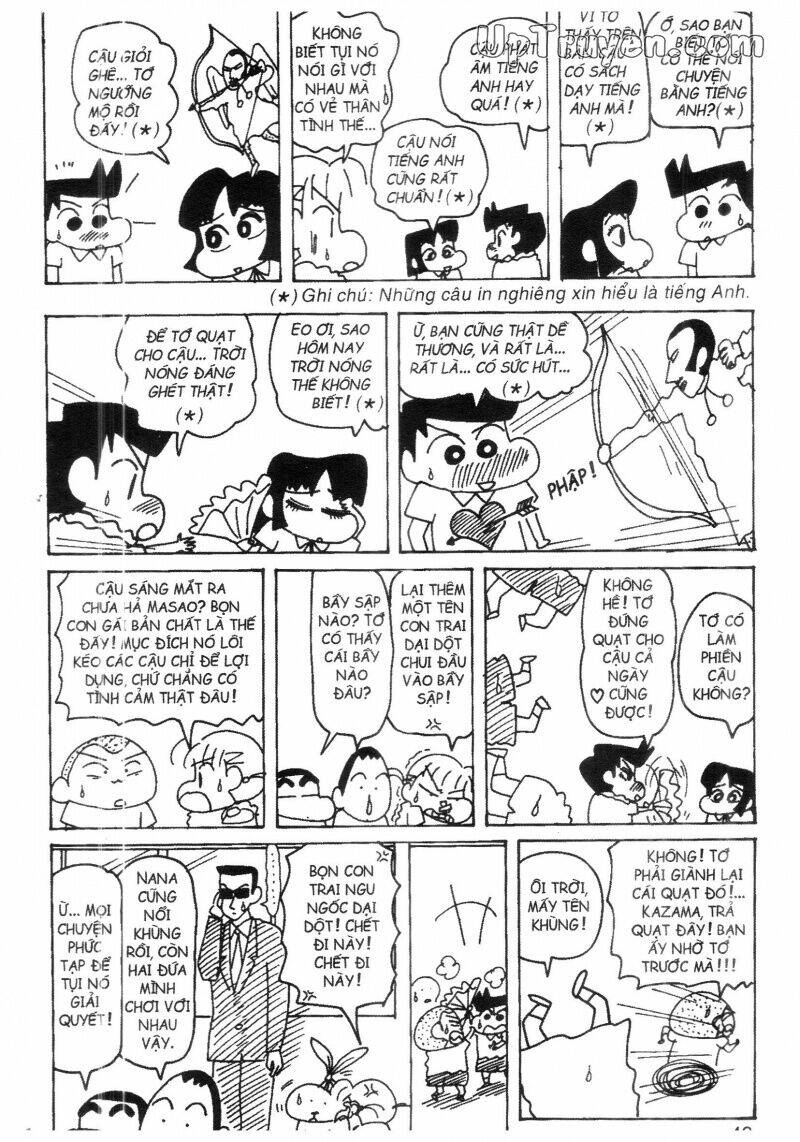 UpTruyen.com
Ớ, SAO BẠN
BIẾT TỚ
CÓ THỂ NÓI
CHUYỆN
BẰNG TIẾNG
ANH? (*)
VÌ TỚ
THẤY TRÊN
BÀN CẬU
CÓ SÁCH
DẠY TIẾNG
ANH MÀ!
(*)
CẬU PHÁT
ÂM TIẾNG
ANH HAY
QUÁ! (*)
CẬU NÓI
TIẾNG ANH
CŨNG RẤT
CHUẨN! (*)
KHÔNG
BIẾT TỤI NÓ
NÓI GÌ VỚI
NHAU MÀ
CÓ VẺ THÂN
TÌNH THẾ...
CẬU GIỎI
GHÊ... TỚ
NGƯỠNG
MỘ RỒI
ĐẤY! (*)
(*) Ghi chú: Những câu in nghiêng xin hiểu là tiếng Anh.
Ừ, BẠN CŨNG THẬT DỄ
THƯƠNG, VÀ RẤT LÀ...
RẤT LÀ... CÓ SỨC HÚT...
(*)
PHẬP!
EO ƠI, SAO
HÔM NAY
TRỜI NÓNG
THẾ KHÔNG
BIẾT! (*)
ĐỂ TỚ QUẠT
CHO CẬU... TRỜI
NÓNG ĐÁNG
GHÉT THẬT!
(*)
TỚ CÓ
LÀM
PHIỀN
CẬU
KHÔNG?
KHÔNG
HỀ! TỚ
ĐỨNG
QUẠT CHO
CẬU CẢ
NGÀY
♡ CŨNG
ĐƯỢC!
LẠI THÊM
MỘT TÊN
CON TRAI
DẠI DỘT
CHUI ĐẦU
VÀO BẪY
SẬP!
BẪY SẬP
NÀO? TỚ
CÓ THẤY
CÁI BẪY
NÀO
ĐÂU?
CẬU SÁNG MẮT RA
CHƯA HẢ MASAO? BỌN
CON GÁI BẢN CHẤT LÀ THẾ
ĐẤY! MỤC ĐÍCH NÓ LÔI
KÉO CÁC CẬU CHỈ ĐỂ LỢI
DỤNG, CHỨ CHẲNG CÓ
TÌNH CẢM THẬT ĐÂU!
KHÔNG! TỚ
PHẢI GIÀNH LẠI
CÁI QUẠT ĐÓ!...
KAZAMA, TRẢ
QUẠT ĐÂY! BẠN
ẤY NHỜ TỚ
TRƯỚC MÀ!!!
ÔI TRỜI,
MẤY TÊN
KHÙNG!
BỌN CON
TRAI NGU
NGỐC DẠI
DỘT! CHẾT
ĐI NÀY!
CHẾT ĐI
NÀY!
NANA
CŨNG
NỔI
KHÙNG
RỒI, CÒN
HAI ĐỨA
MÌNH
CHƠI VỚI
NHAU
VẬY.
Ừ... MỌI
CHUYỆN
PHỨC
TẠP ĐỂ
TỤI NÓ
GIẢI
QUYẾT!